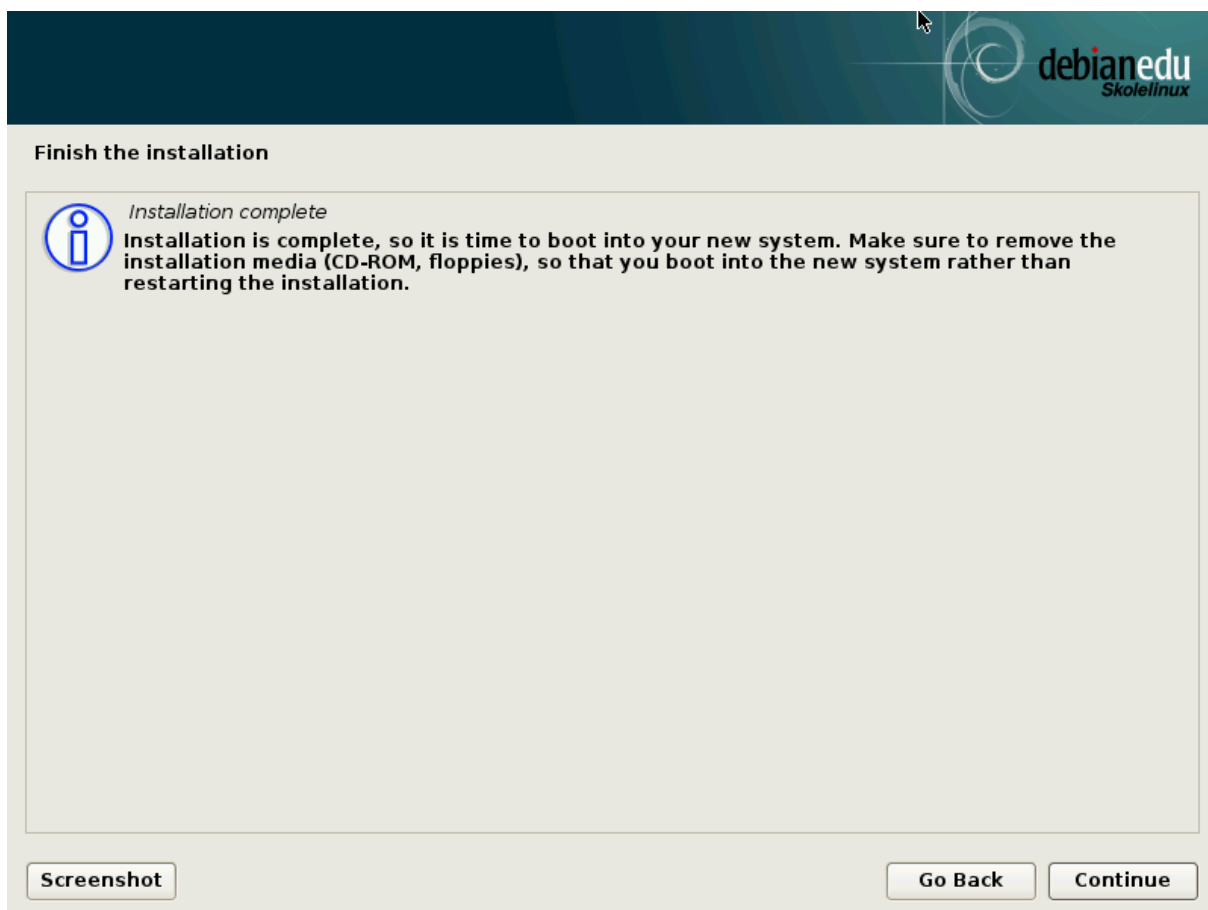 debianedu
Skolelinux
Finish the installation
Installation complete
Installation is complete, so it is time to boot into your new system. Make sure to remove the
installation media (CD-ROM, floppies), so that you boot into the new system rather than
restarting the installation.
Screenshot
Go Back
Continue